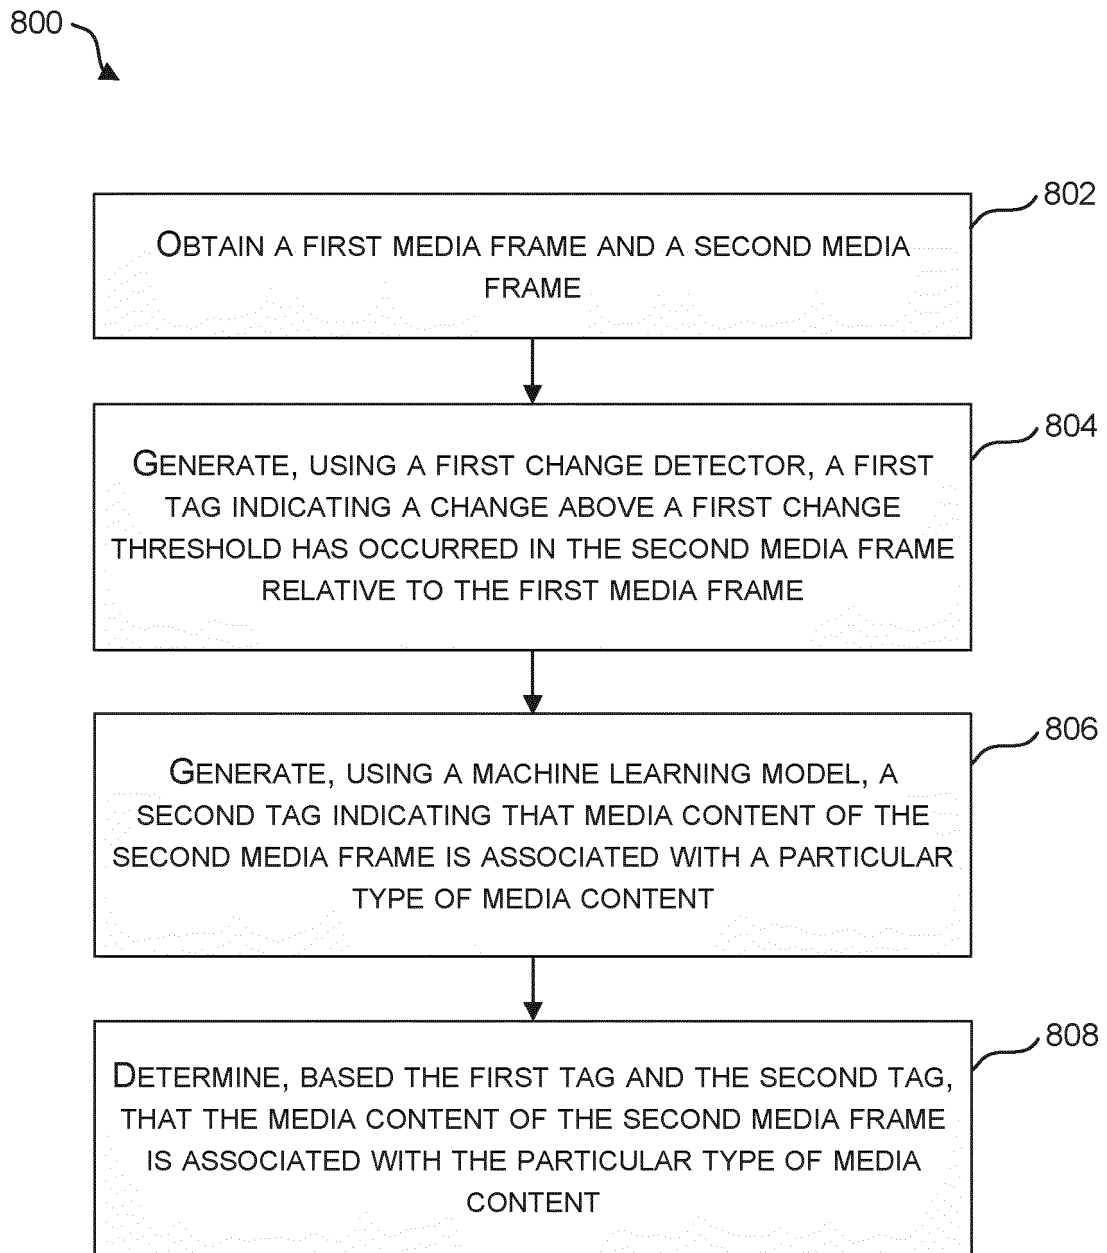 800
802
OBTAIN A FIRST MEDIA FRAME AND A SECOND MEDIA
FRAME
804
GENERATE, USING A FIRST CHANGE DETECTOR, A FIRST
TAG INDICATING A CHANGE ABOVE A FIRST CHANGE
THRESHOLD HAS OCCURRED IN THE SECOND MEDIA FRAME
RELATIVE TO THE FIRST MEDIA FRAME
806
GENERATE, USING A MACHINE LEARNING MODEL, A
SECOND TAG INDICATING THAT MEDIA CONTENT OF THE
SECOND MEDIA FRAME IS ASSOCIATED WITH A PARTICULAR
TYPE OF MEDIA CONTENT
808
DETERMINE, BASED THE FIRST TAG AND THE SECOND TAG,
THAT THE MEDIA CONTENT OF THE SECOND MEDIA FRAME
IS ASSOCIATED WITH THE PARTICULAR TYPE OF MEDIA
CONTENT